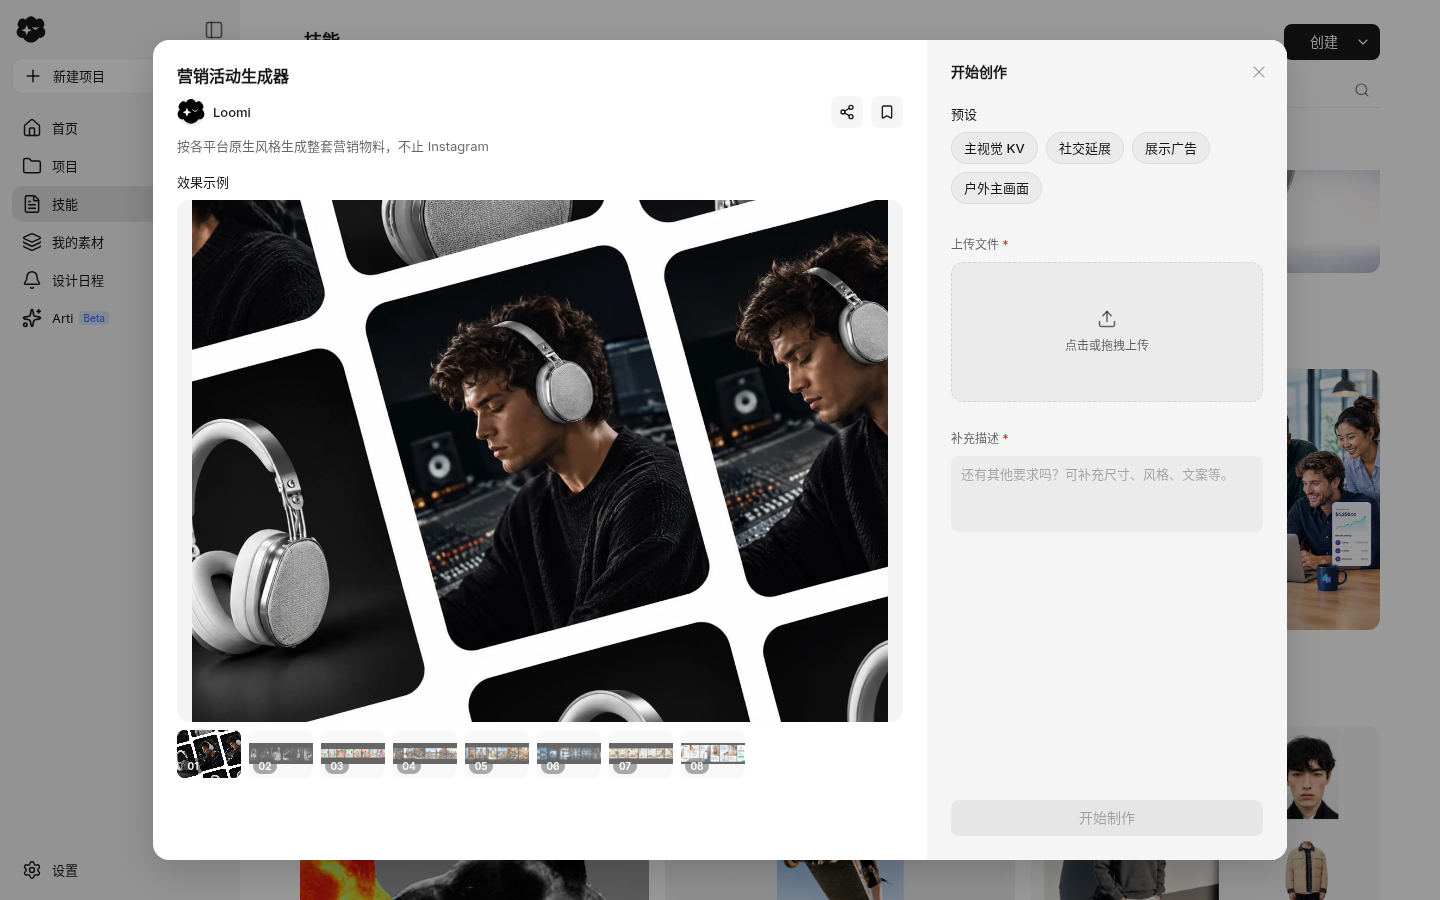 技能
创建
新建项目
首页
项目
技能
我的素材
设计日程
Arti Beta
设置
营销活动生成器
Loomi
按各平台原生风格生成整套营销物料，不止 Instagram
效果示例
01
02
03
04
05
06
07
08
开始创作
预设
主视觉 KV
社交延展
展示广告
户外主画面
上传文件 *
点击或拖拽上传
补充描述 *
还有其他要求吗？可补充尺寸、风格、文案等。
开始制作